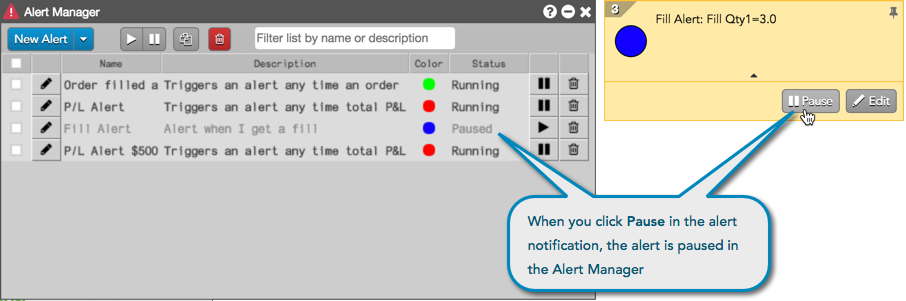 Alert Manager
New Alert
Filter list by name or description
Name Description Color Status
Order filled a Triggers an alert any time an order Running
P/L Alert Triggers an alert any time total P&L Running
Fill Alert Alert when I get a fill Paused
P/L Alert $500 Triggers an alert any time total P&L Running
3
Fill Alert: Fill Qty1=3.0
Pause Edit
When you click Pause in the alert
notification, the alert is paused in
the Alert Manager